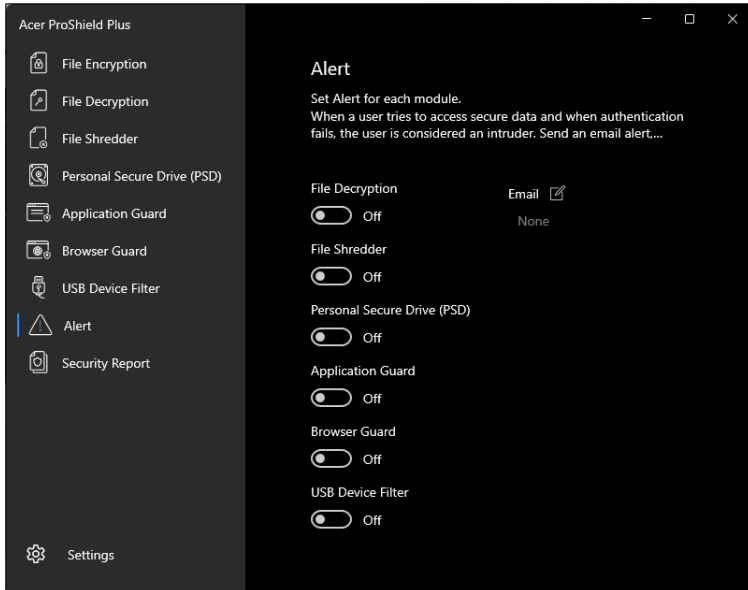 Acer ProShield Plus
File Encryption
File Decryption
File Shredder
Personal Secure Drive (PSD)
Application Guard
Browser Guard
USB Device Filter
Alert
Security Report
Settings
Alert
Set Alert for each module.
When a user tries to access secure data and when authentication
fails, the user is considered an intruder. Send an email alert,...
File Decryption
Off
Email
None
File Shredder
Off
Personal Secure Drive (PSD)
Off
Application Guard
Off
Browser Guard
Off
USB Device Filter
Off